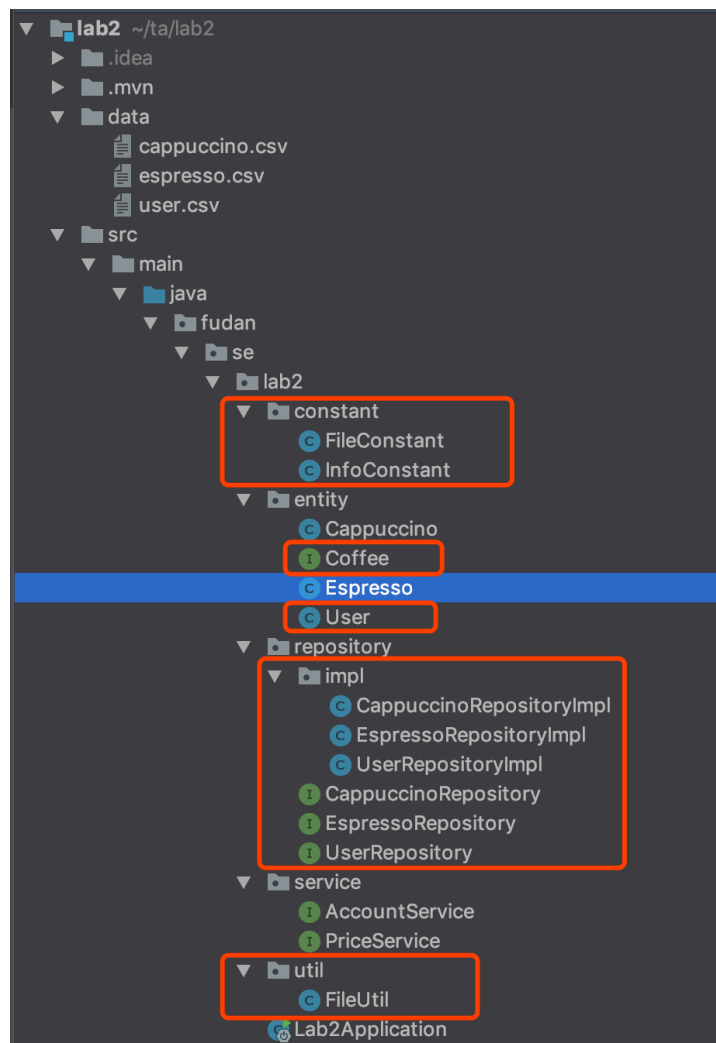 lab2 ~/ta/lab2
.idea
.mvn
data
cappuccino.csv
espresso.csv
user.csv
src
main
java
fudan
se
lab2
constant
C FileConstant
C InfoConstant
entity
C Cappuccino
I Coffee
C Espresso
C User
repository
impl
C CappuccinoRepositoryImpl
C EspressoRepositoryImpl
C UserRepositoryImpl
I CappuccinoRepository
I EspressoRepository
I UserRepository
service
I AccountService
I PriceService
util
C FileUtil
Lab2Application